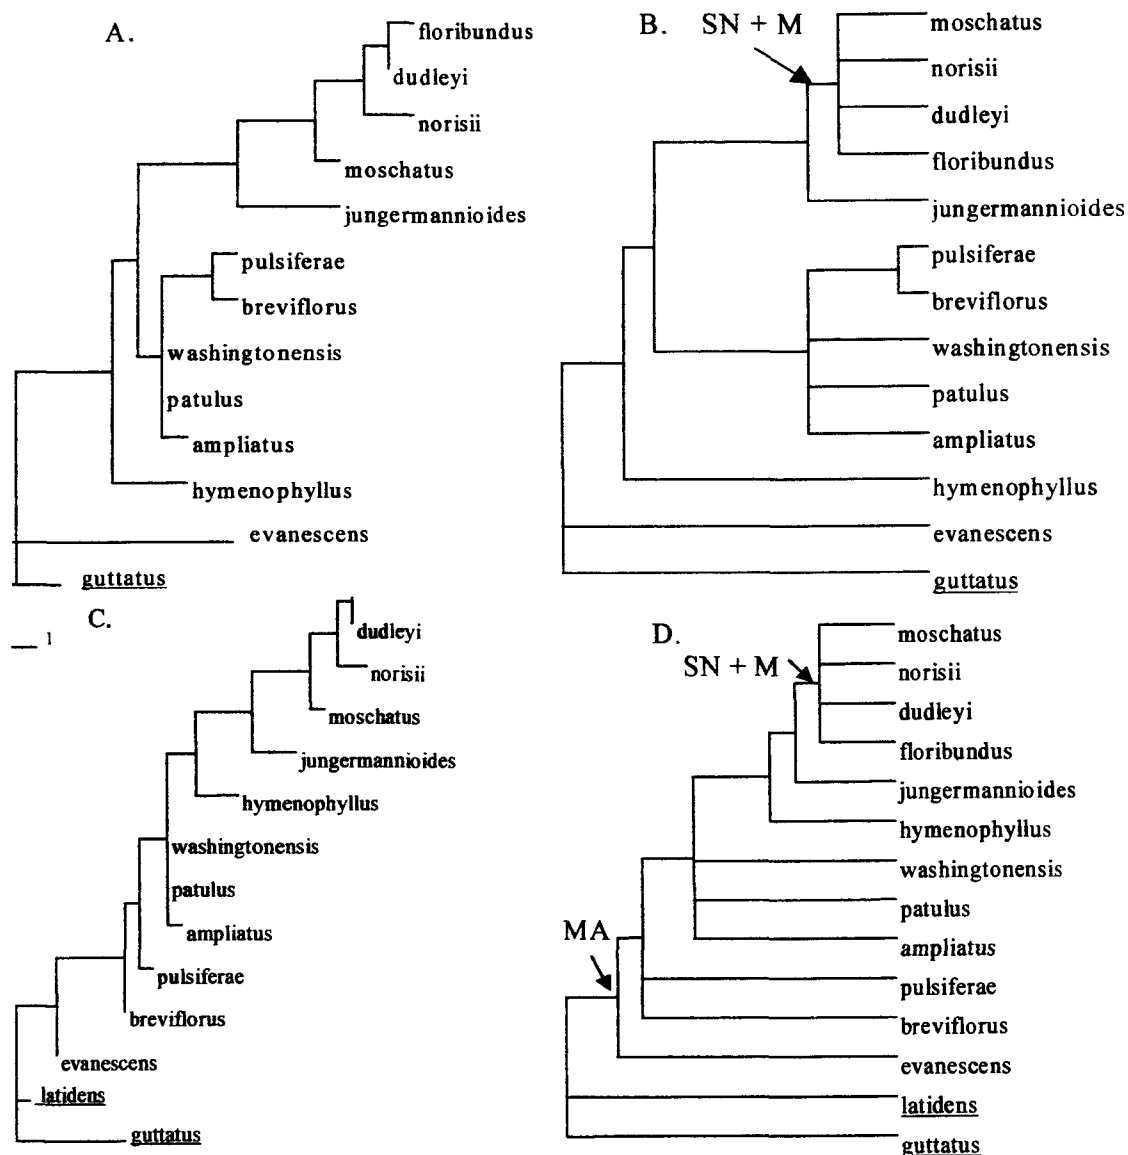 A.
floribundus
dudleyi
norisii
moschatus
jungermannioides
pulsiferae
breviflorus
washingtonensis
patulus
ampliatus
hymenophyllus
evanescens
guttatus
B.
SN + M
moschatus
norisii
dudleyi
floribundus
jungermannioides
pulsiferae
breviflorus
washingtonensis
patulus
ampliatus
hymenophyllus
evanescens
guttatus
C.
1
dudleyi
norisii
moschatus
jungermannioides
hymenophyllus
washingtonensis
patulus
ampliatus
pulsiferae
breviflorus
evanescens
latidens
guttatus
D.
SN + M
MA
moschatus
norisii
dudleyi
floribundus
jungermannioides
hymenophyllus
washingtonensis
patulus
ampliatus
pulsiferae
breviflorus
evanescens
latidens
guttatus